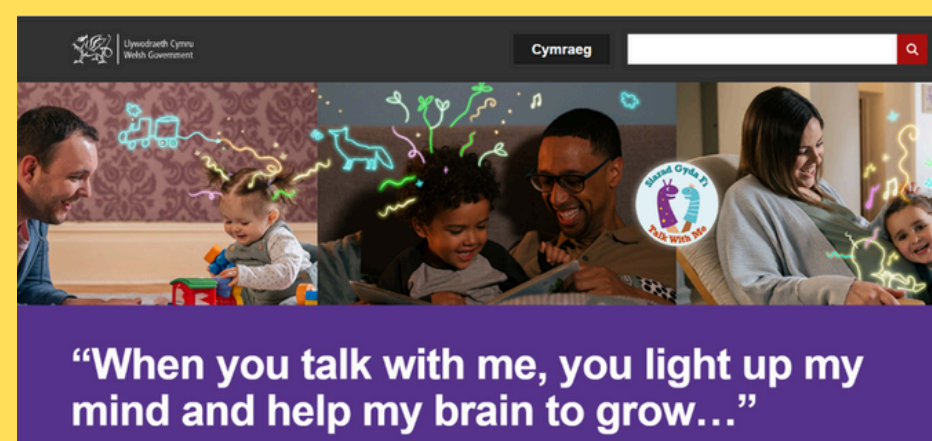 Llywodraeth Cymru
Welsh Government
Cymraeg
Siarad Gyda Fi
Talk With Me
“When you talk with me, you light up my
mind and help my brain to grow…”